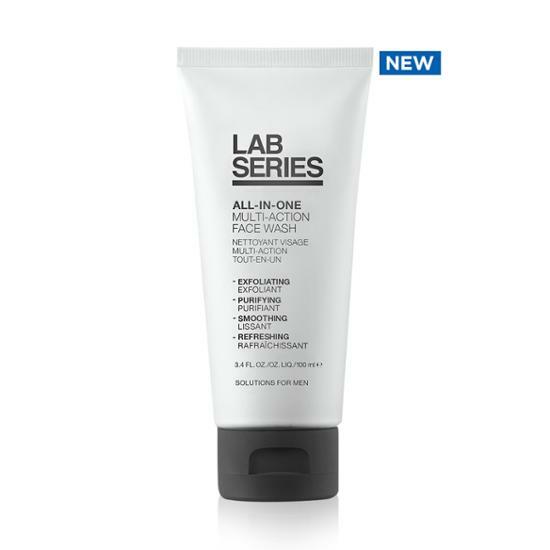 NEW
LAB
SERIES
ALL-IN-ONE
MULTI-ACTION
FACE WASH
NETTOYANT VISAGE
MULTI-ACTION
TOUT-EN-UN
- EXFOLIATING
EXFOLIANT
- PURIFYING
PURIFIANT
- SMOOTHING
LISSANT
- REFRESHING
RAFRAÎCHISSANT
3.4 FL. OZ./OZ. LIQ./100 ml ℮
SOLUTIONS FOR MEN